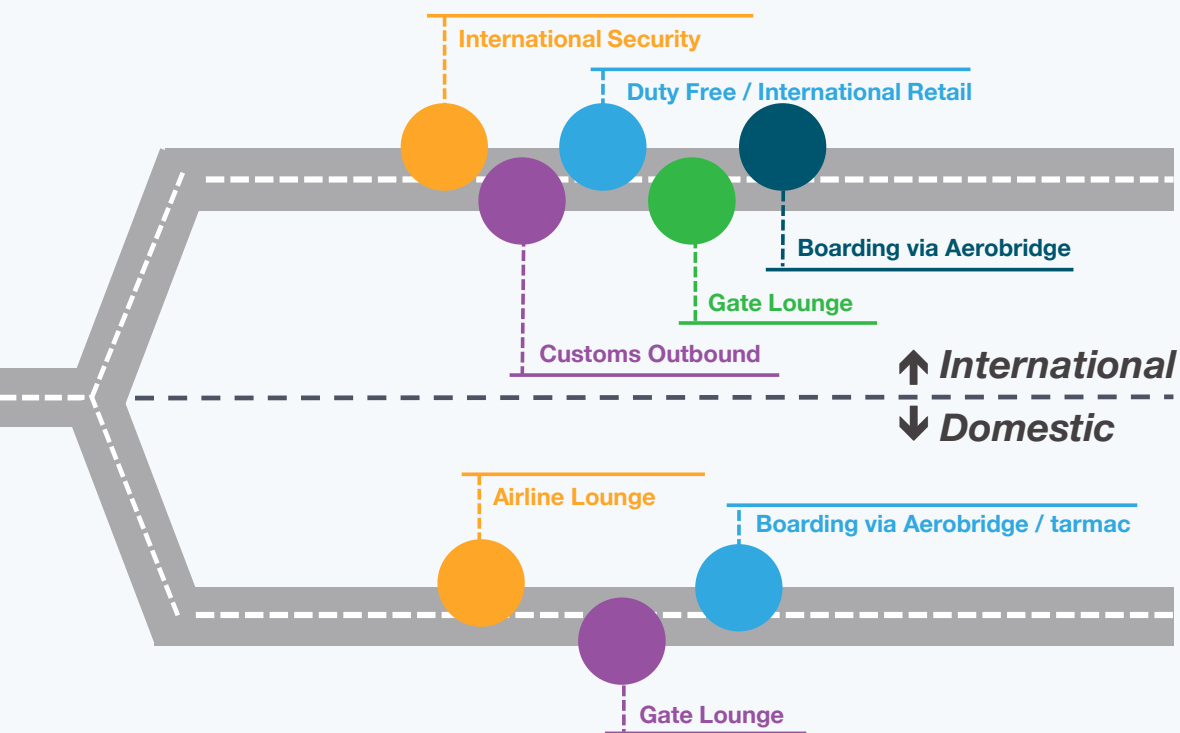 International Security
Duty Free / International Retail
Boarding via Aerobridge
Gate Lounge
Customs Outbound
International
Domestic
Airline Lounge
Boarding via Aerobridge / tarmac
Gate Lounge